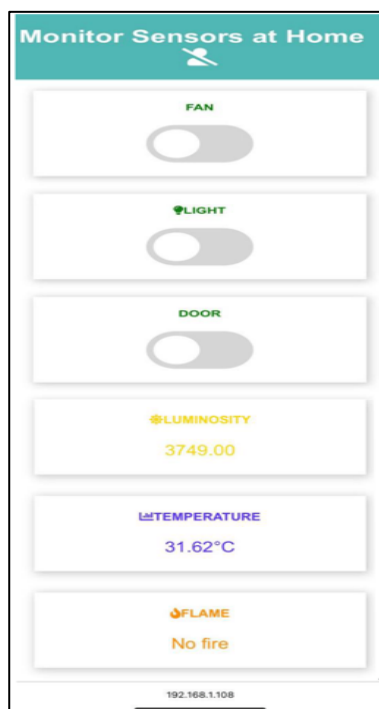 Monitor Sensors at Home
FAN
LIGHT
DOOR
LUMINOSITY
3749.00
TEMPERATURE
31.62°C
FLAME
No fire
192.168.1.108